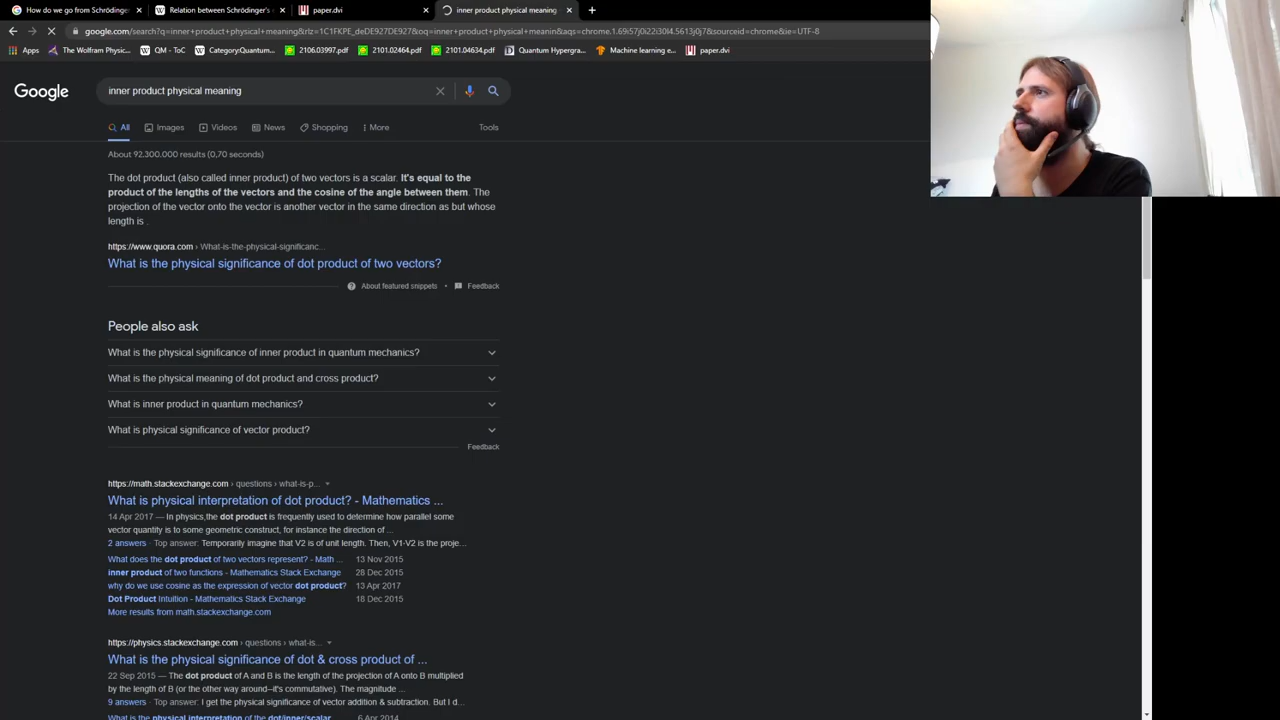 How do we go from Schrödinger
Relation between Schrödinger's
paper.dvi
inner product physical meaning
google.com/search?q=inner+product+physical+meaning&rlz=1C1FKPE_deDE927DE927&oq=inner+product+physical+meanin&aqs=chrome.1.69i57j0i22i30l4.5613j0j7&sourceid=chrome&ie=UTF-8
Apps
The Wolfram Physic...
QM - ToC
Category:Quantum...
2106.03997.pdf
2101.02464.pdf
2101.04634.pdf
Quantum Hypergra...
Machine learning e...
paper.dvi
Google
inner product physical meaning
All
Images
Videos
News
Shopping
More
Tools
About 92.300.000 results (0,70 seconds)
The dot product (also called inner product) of two vectors is a scalar. It's equal to the
product of the lengths of the vectors and the cosine of the angle between them. The
projection of the vector onto the vector is another vector in the same direction as but whose
length is .
https://www.quora.com › What-is-the-physical-significanc...
What is the physical significance of dot product of two vectors?
About featured snippets • Feedback
People also ask
What is the physical significance of inner product in quantum mechanics?
What is the physical meaning of dot product and cross product?
What is inner product in quantum mechanics?
What is physical significance of vector product?
Feedback
https://math.stackexchange.com › questions › what-is-p...
What is physical interpretation of dot product? - Mathematics ...
14 Apr 2017 — In physics,the dot product is frequently used to determine how parallel some
vector quantity is to some geometric construct, for instance the direction of ...
2 answers · Top answer: Temporarily imagine that V2 is of unit length. Then, V1·V2 is the proje...
What does the dot product of two vectors represent? - Math ... 13 Nov 2015
inner product of two functions - Mathematics Stack Exchange 28 Dec 2015
why do we use cosine as the expression of vector dot product? 13 Apr 2017
Dot Product Intuition - Mathematics Stack Exchange 18 Dec 2015
More results from math.stackexchange.com
https://physics.stackexchange.com › questions › what-is...
What is the physical significance of dot & cross product of ...
22 Sep 2015 — The dot product of A and B is the length of the projection of A onto B multiplied
by the length of B (or the other way around--it's commutative). The magnitude ...
9 answers · Top answer: I get the physical significance of vector addition & subtraction. But I d...
What is the physical interpretation of the dot/inner/scalar 6 Apr 2014